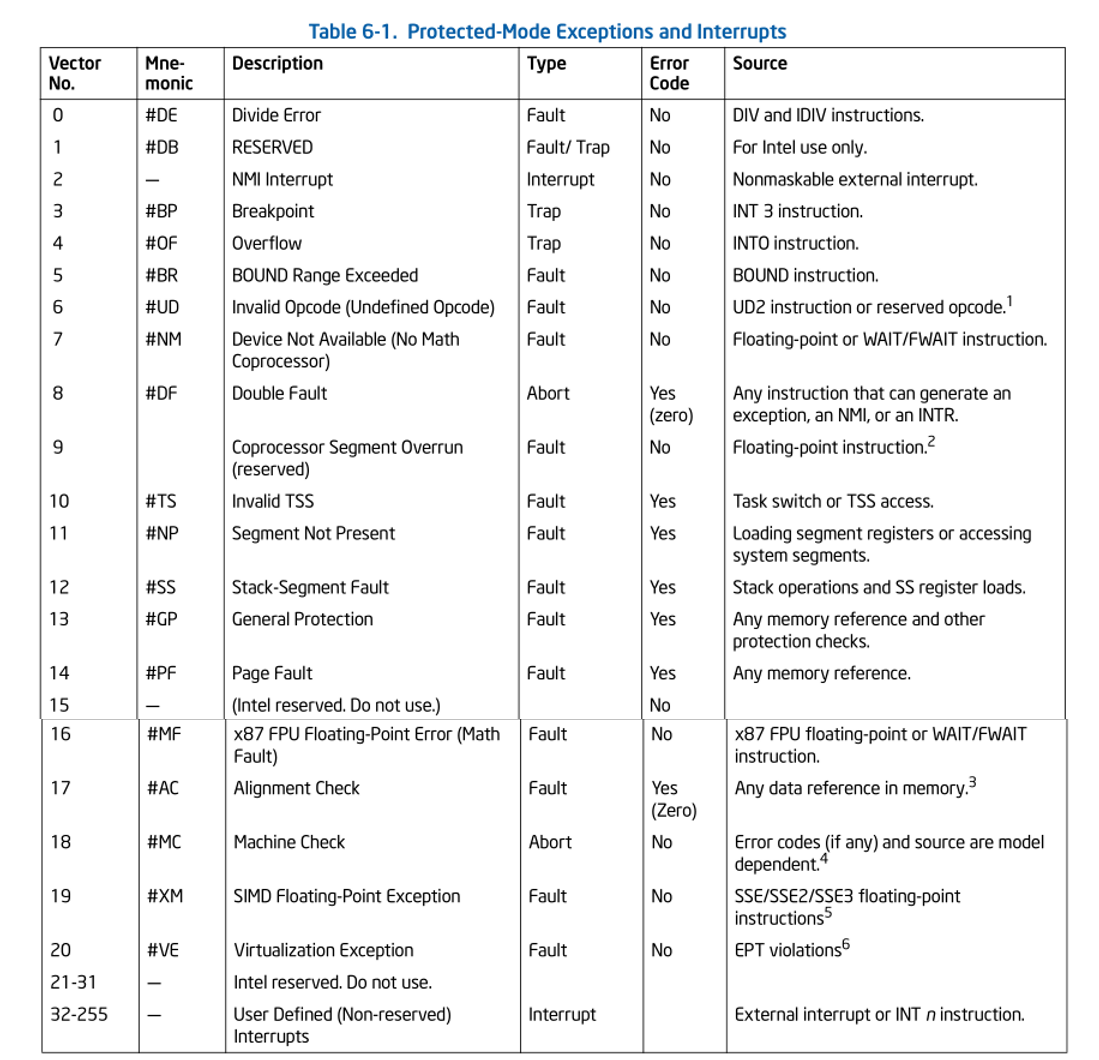 Table 6-1. Protected-Mode Exceptions and Interrupts
Vector No. Mne-monic Description Type Error Code Source
0 #DE Divide Error Fault No DIV and IDIV instructions.
1 #DB RESERVED Fault/ Trap No For Intel use only.
2 — NMI Interrupt Interrupt No Nonmaskable external interrupt.
3 #BP Breakpoint Trap No INT 3 instruction.
4 #OF Overflow Trap No INTO instruction.
5 #BR BOUND Range Exceeded Fault No BOUND instruction.
6 #UD Invalid Opcode (Undefined Opcode) Fault No UD2 instruction or reserved opcode.1
7 #NM Device Not Available (No Math Fault No Floating-point or WAIT/FWAIT instruction.
Coprocessor)
8 #DF Double Fault Abort Yes Any instruction that can generate an
(zero) exception, an NMI, or an INTR.
9 Coprocessor Segment Overrun Fault No Floating-point instruction.2
(reserved)
10 #TS Invalid TSS Fault Yes Task switch or TSS access.
11 #NP Segment Not Present Fault Yes Loading segment registers or accessing
system segments.
12 #SS Stack-Segment Fault Fault Yes Stack operations and SS register loads.
13 #GP General Protection Fault Yes Any memory reference and other
protection checks.
14 #PF Page Fault Fault Yes Any memory reference.
15 — (Intel reserved. Do not use.) No
16 #MF x87 FPU Floating-Point Error (Math Fault No x87 FPU floating-point or WAIT/FWAIT
Fault) instruction.
17 #AC Alignment Check Fault Yes Any data reference in memory.3
(Zero)
18 #MC Machine Check Abort No Error codes (if any) and source are model
dependent.4
19 #XM SIMD Floating-Point Exception Fault No SSE/SSE2/SSE3 floating-point
instructions5
20 #VE Virtualization Exception Fault No EPT violations6
21-31 — Intel reserved. Do not use.
32-255 — User Defined (Non-reserved) Interrupt External interrupt or INT n instruction.
Interrupts